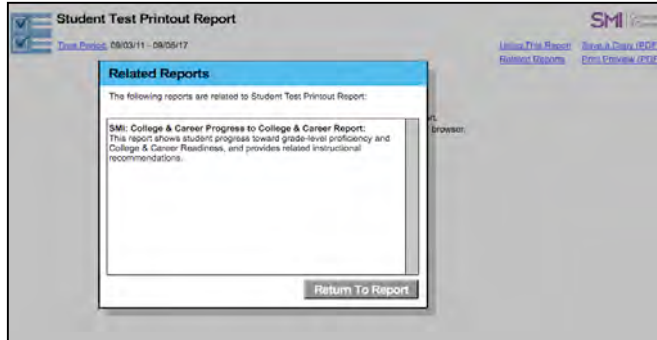 Student Test Printout Report
SMI
Time Period: 09/03/11 - 09/05/17
Using This Report
Save a Copy (PDF
Related Reports
Print Preview (PDF
Related Reports
The following reports are related to Student Test Printout Report:
SMI: College & Career Progress to College & Career Report:
This report shows student progress toward grade-level proficiency and
College & Career Readiness, and provides related instructional
recommendations.
browser.
Return To Report